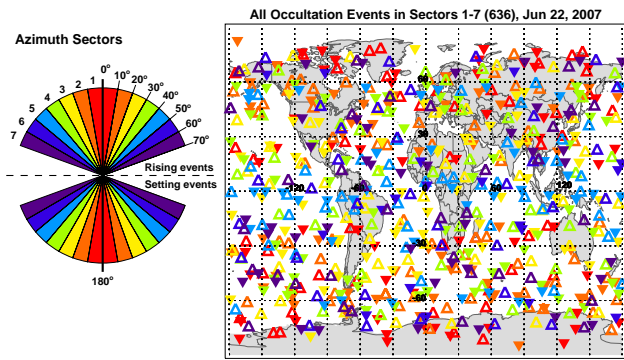 All Occultation Events in Sectors 1-7 (636), Jun 22, 2007
Azimuth Sectors
0°
1 10°
2 20°
3 30°
4 40°
5 50°
6 60°
7 70°
Rising events
Setting events
180°
60
30
-120 -60 0 60 120
-30
-60